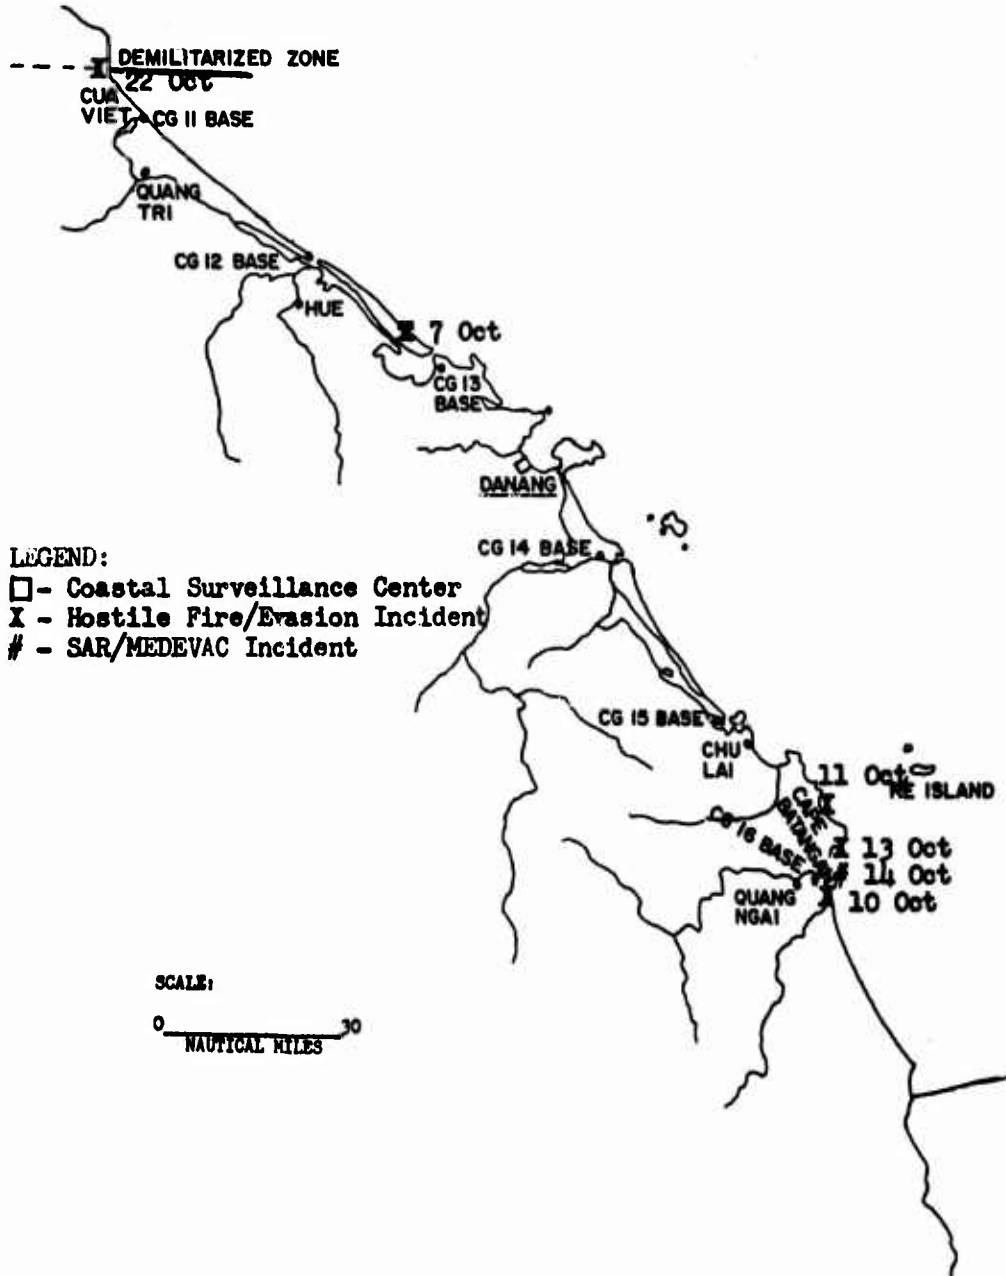 DEMILITARIZED ZONE
22 Oct
CUA
VIET
CG 11 BASE
QUANG
TRI
CG 12 BASE
HUE
7 Oct
CG 13
BASE
DANANG
CG 14 BASE
LEGEND:
□ - Coastal Surveillance Center
X - Hostile Fire/Evasion Incident
# - SAR/MEDEVAC Incident
CG 15 BASE
CHU
LAI
11 Oct
RE ISLAND
CAPE
BATANGAN
CG 16 BASE
X 13 Oct
# 14 Oct
X 10 Oct
QUANG
NGAI
SCALE:
0 30
NAUTICAL MILES